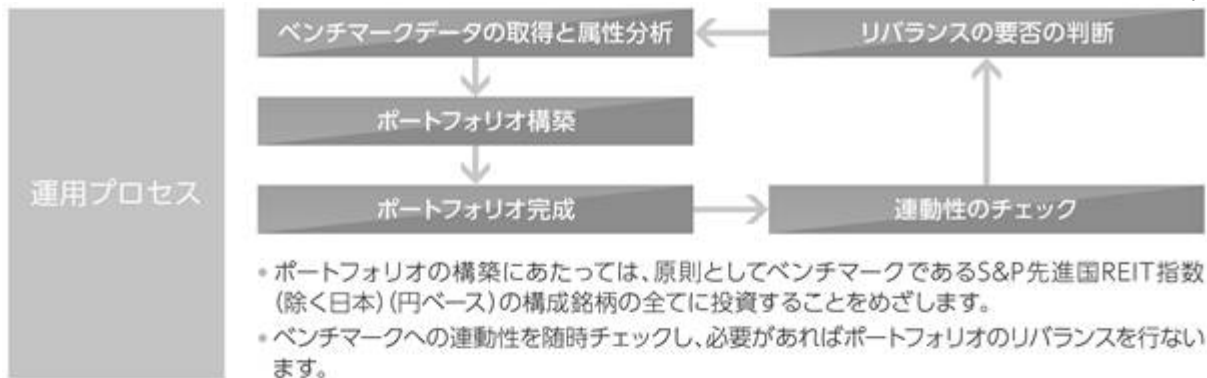 運用プロセス
ベンチマークデータの取得と属性分析
リバランスの要否の判断
ポートフォリオ構築
ポートフォリオ完成
連動性のチェック
• ポートフォリオの構築にあたっては、原則としてベンチマークであるS&P先進国REIT指数
(除く日本)(円ベース)の構成銘柄の全てに投資することをめざします。
• ベンチマークへの連動性を随時チェックし、必要があればポートフォリオのリバランスを行ない
ます。